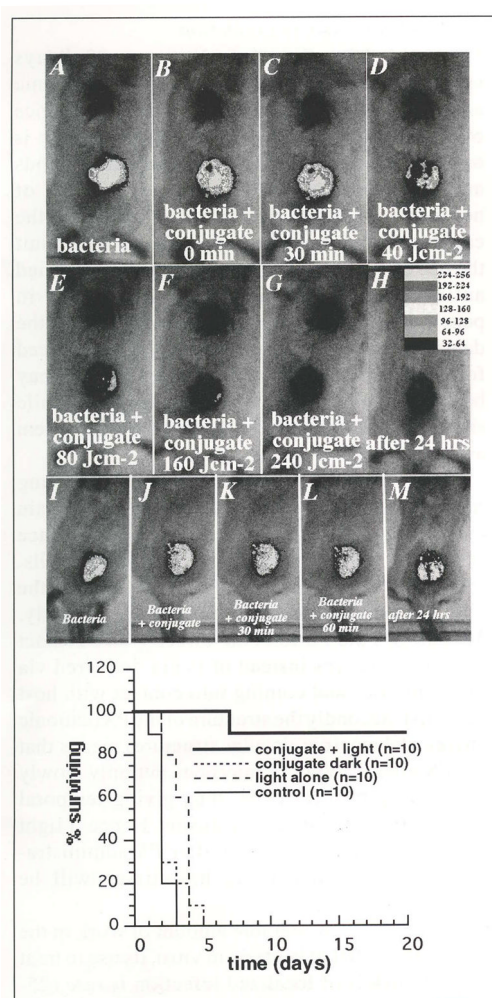 A
B
C
D
bacteria
bacteria +
conjugate
0 min
bacteria +
conjugate
30 min
bacteria +
conjugate
40 Jcm-2
E
F
G
H
224-256
192-224
160-192
128-160
96-128
64-96
32-64
bacteria +
conjugate
80 Jcm-2
bacteria +
conjugate
160 Jcm-2
bacteria +
conjugate
240 Jcm-2
after 24 hrs
I
J
K
L
M
Bacteria
Bacteria
+ conjugate
Bacteria
+ conjugate
30 min
Bacteria
+ conjugate
60 min
after 24 hrs
120
100
80
60
40
20
0
% surviving
conjugate + light (n=10)
conjugate dark (n=10)
light alone (n=10)
control (n=10)
0
5
10
15
20
time (days)